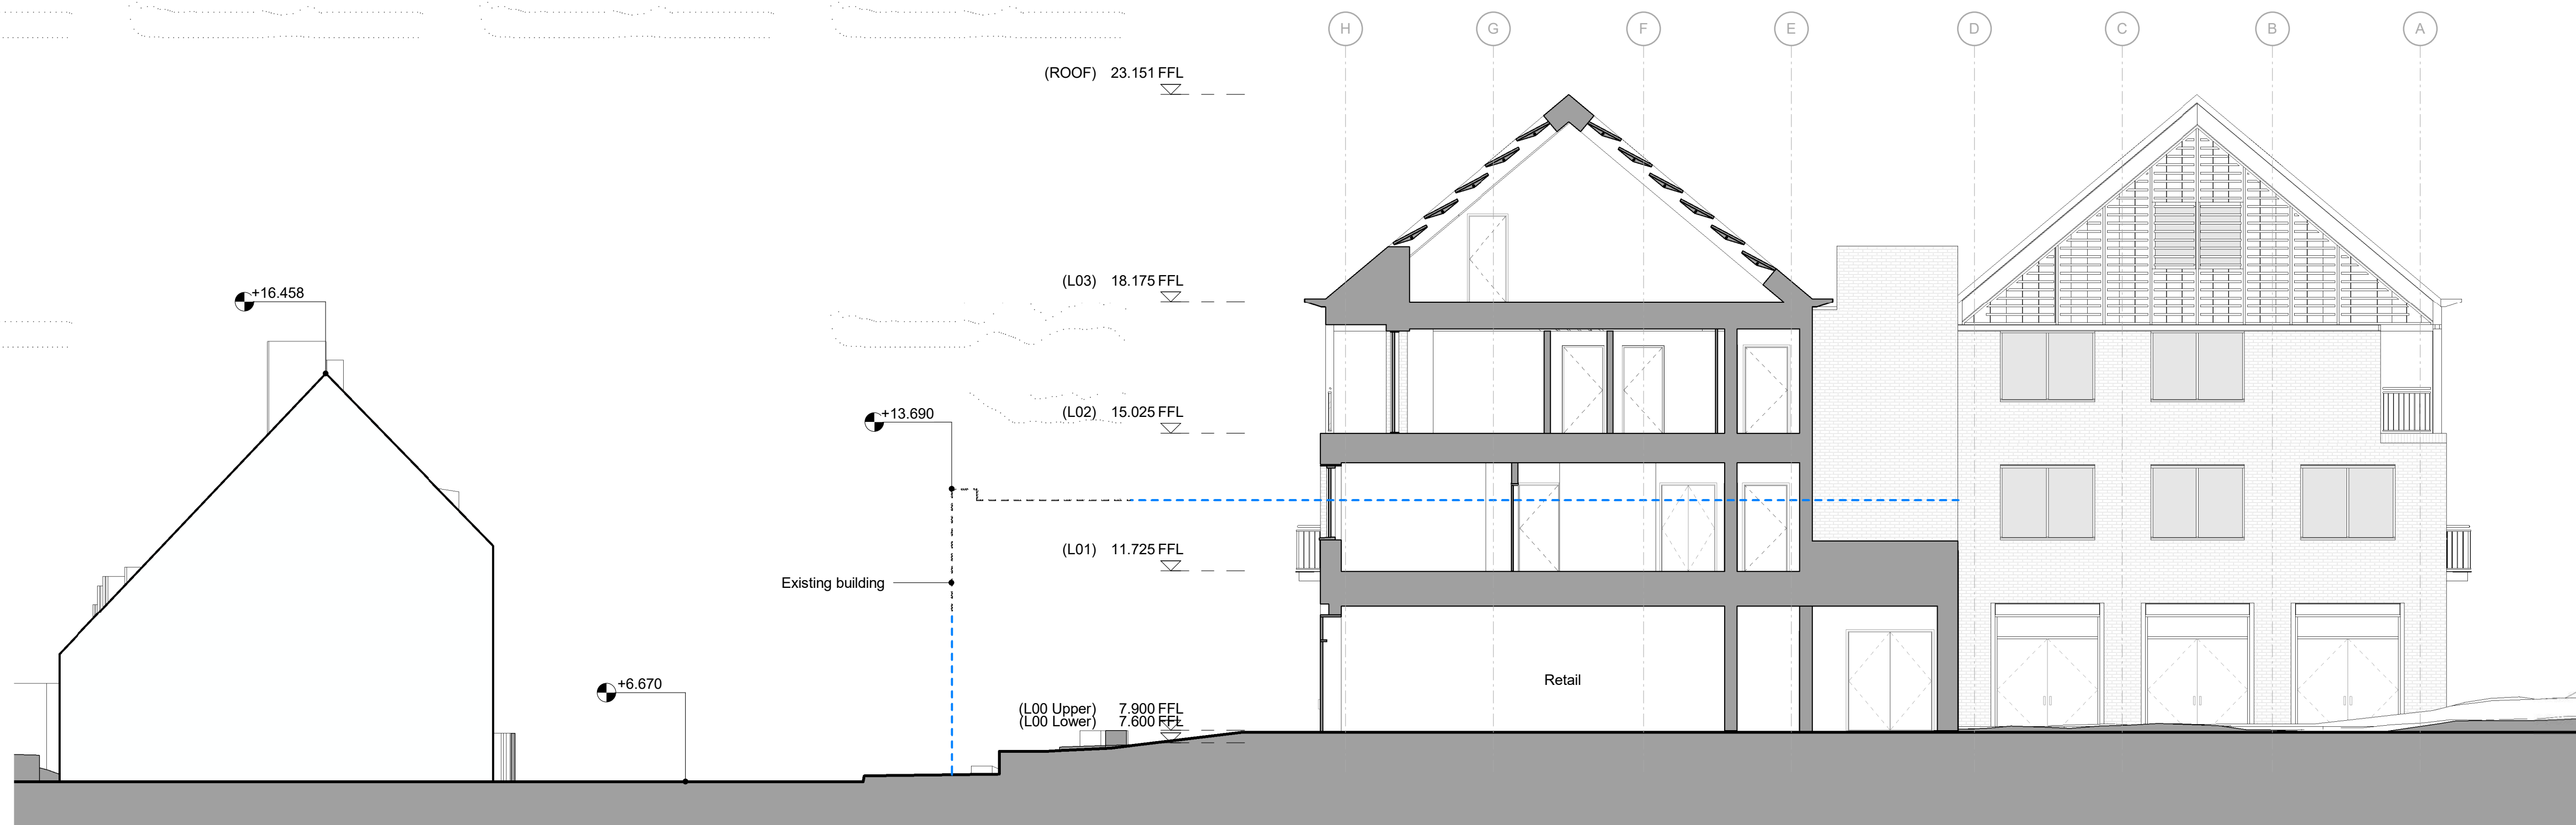 H G F E D C B A
(ROOF) 23.151 FFL
(L03) 18.175 FFL
+16.458
(L02) 15.025 FFL
+13.690
(L01) 11.725 FFL
Existing building
Retail
+6.670
(L00 Upper) 7.900 FFL
(L00 Lower) 7.600 FFL